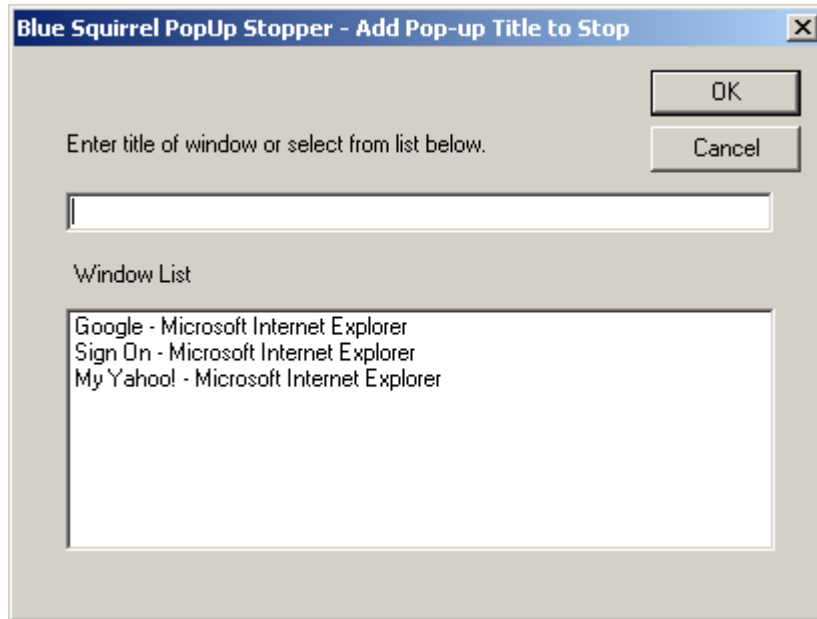 Blue Squirrel PopUp Stopper - Add Pop-up Title to Stop
OK
Enter title of window or select from list below.
Cancel
Window List
Google - Microsoft Internet Explorer
Sign On - Microsoft Internet Explorer
My Yahoo! - Microsoft Internet Explorer